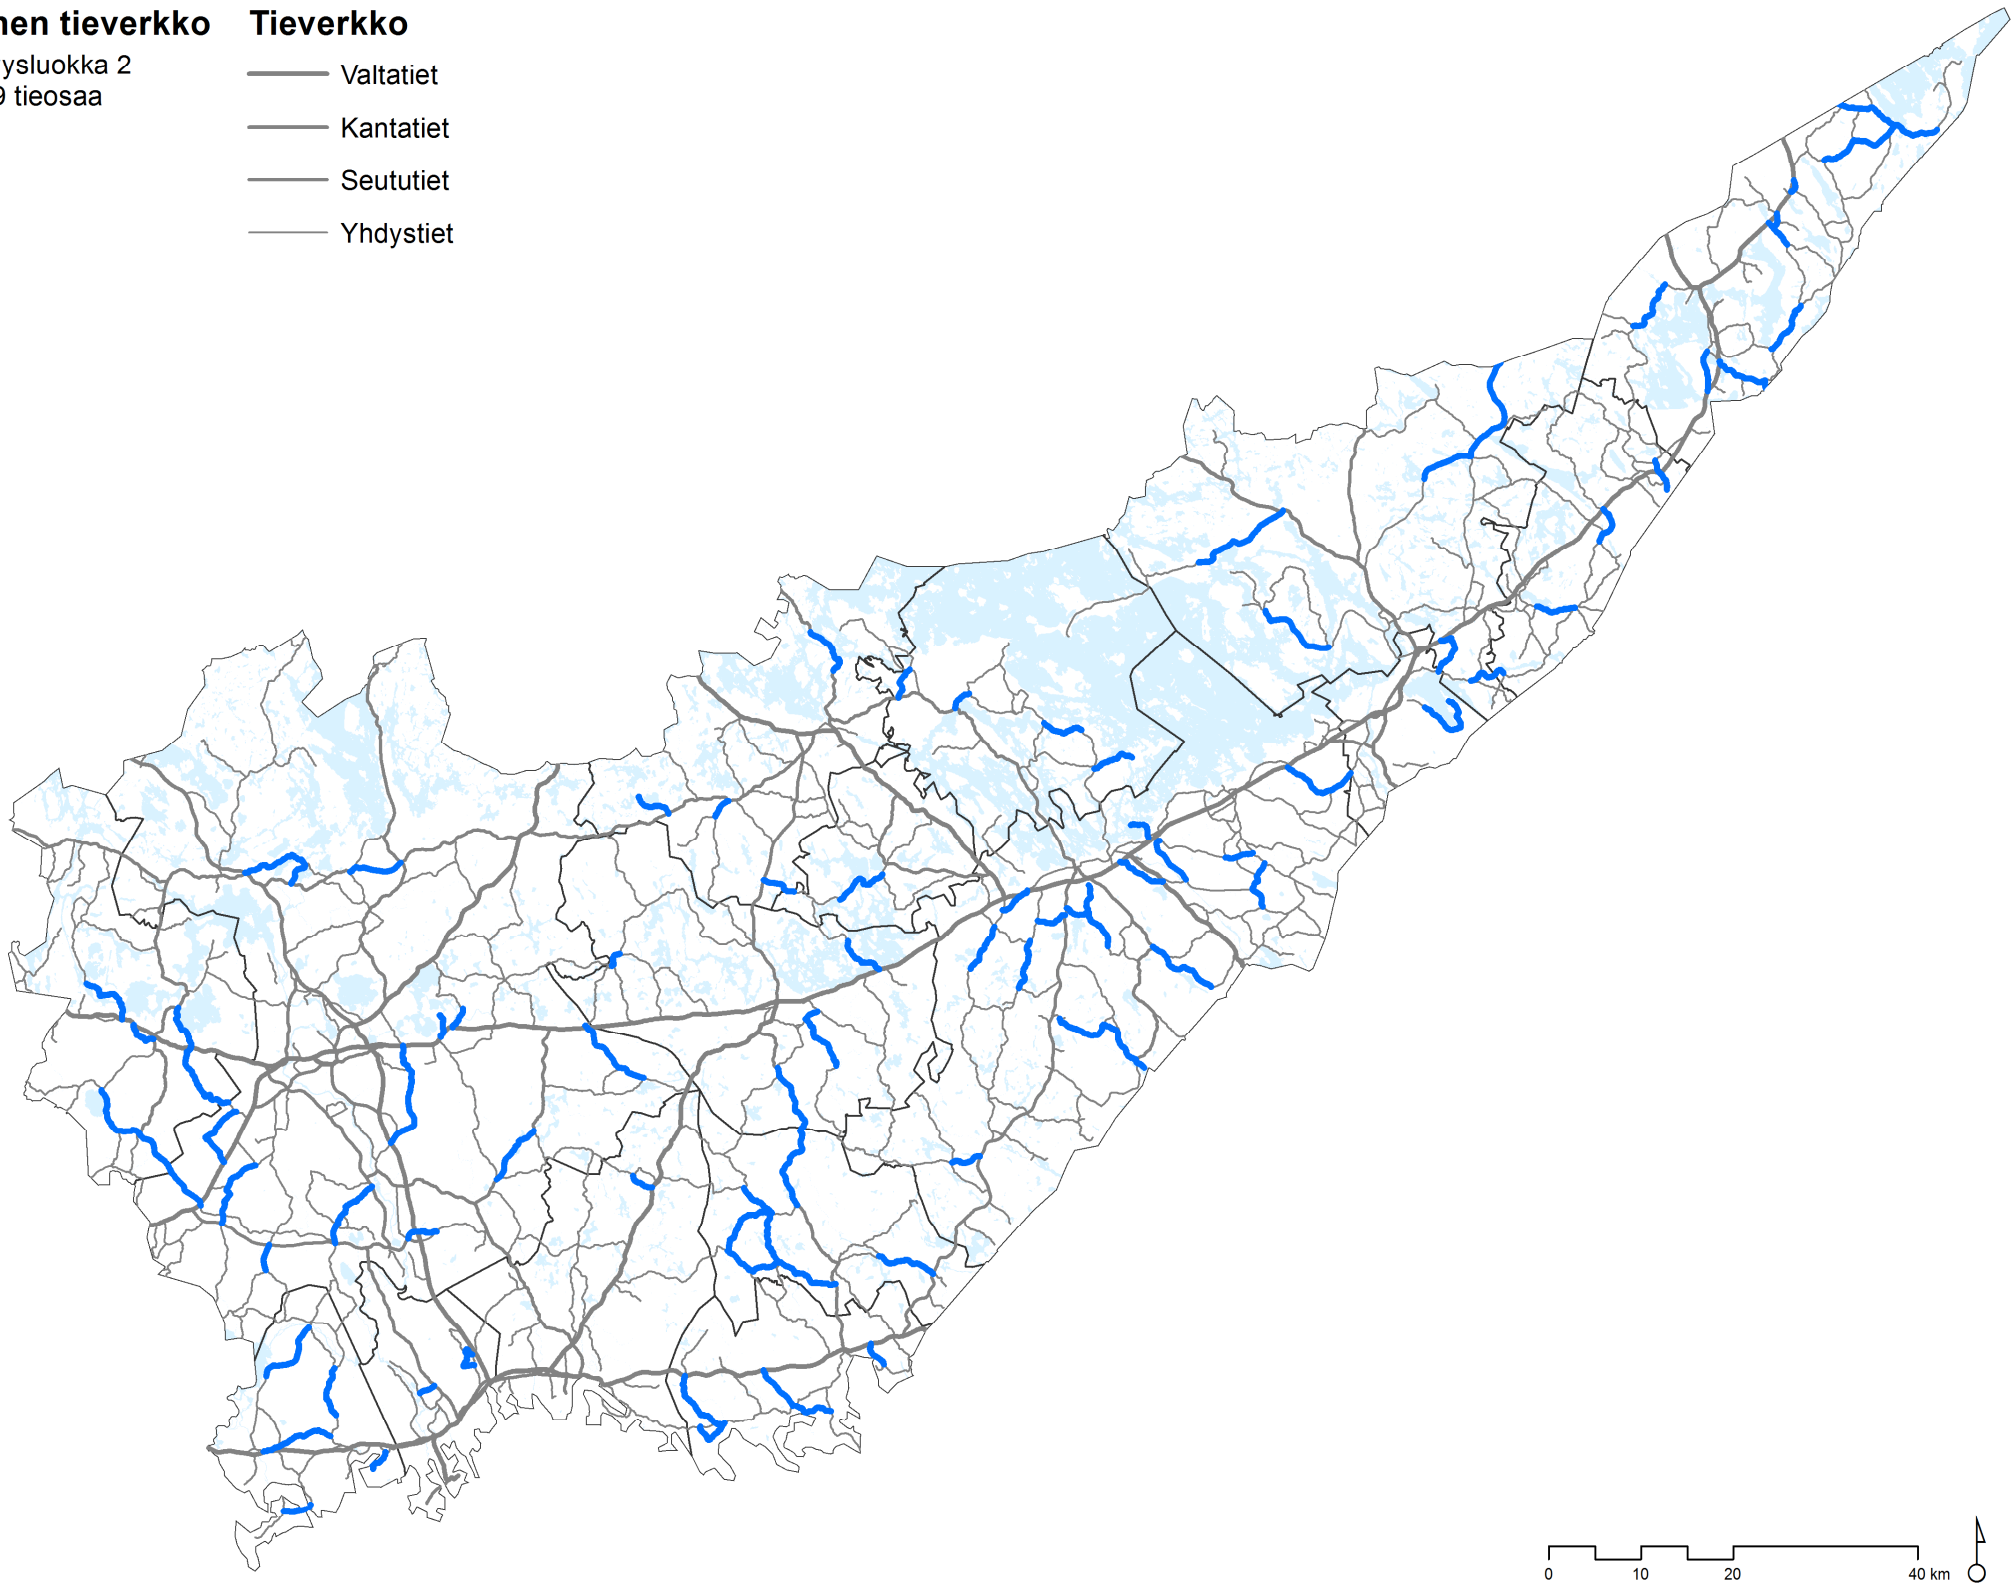 nen tieverkko
ysluokka 2
9 tieosaa
Tieverkko
Valtatiet
Kantatiet
Seututiet
Yhdystiet
0 10 20 40 km